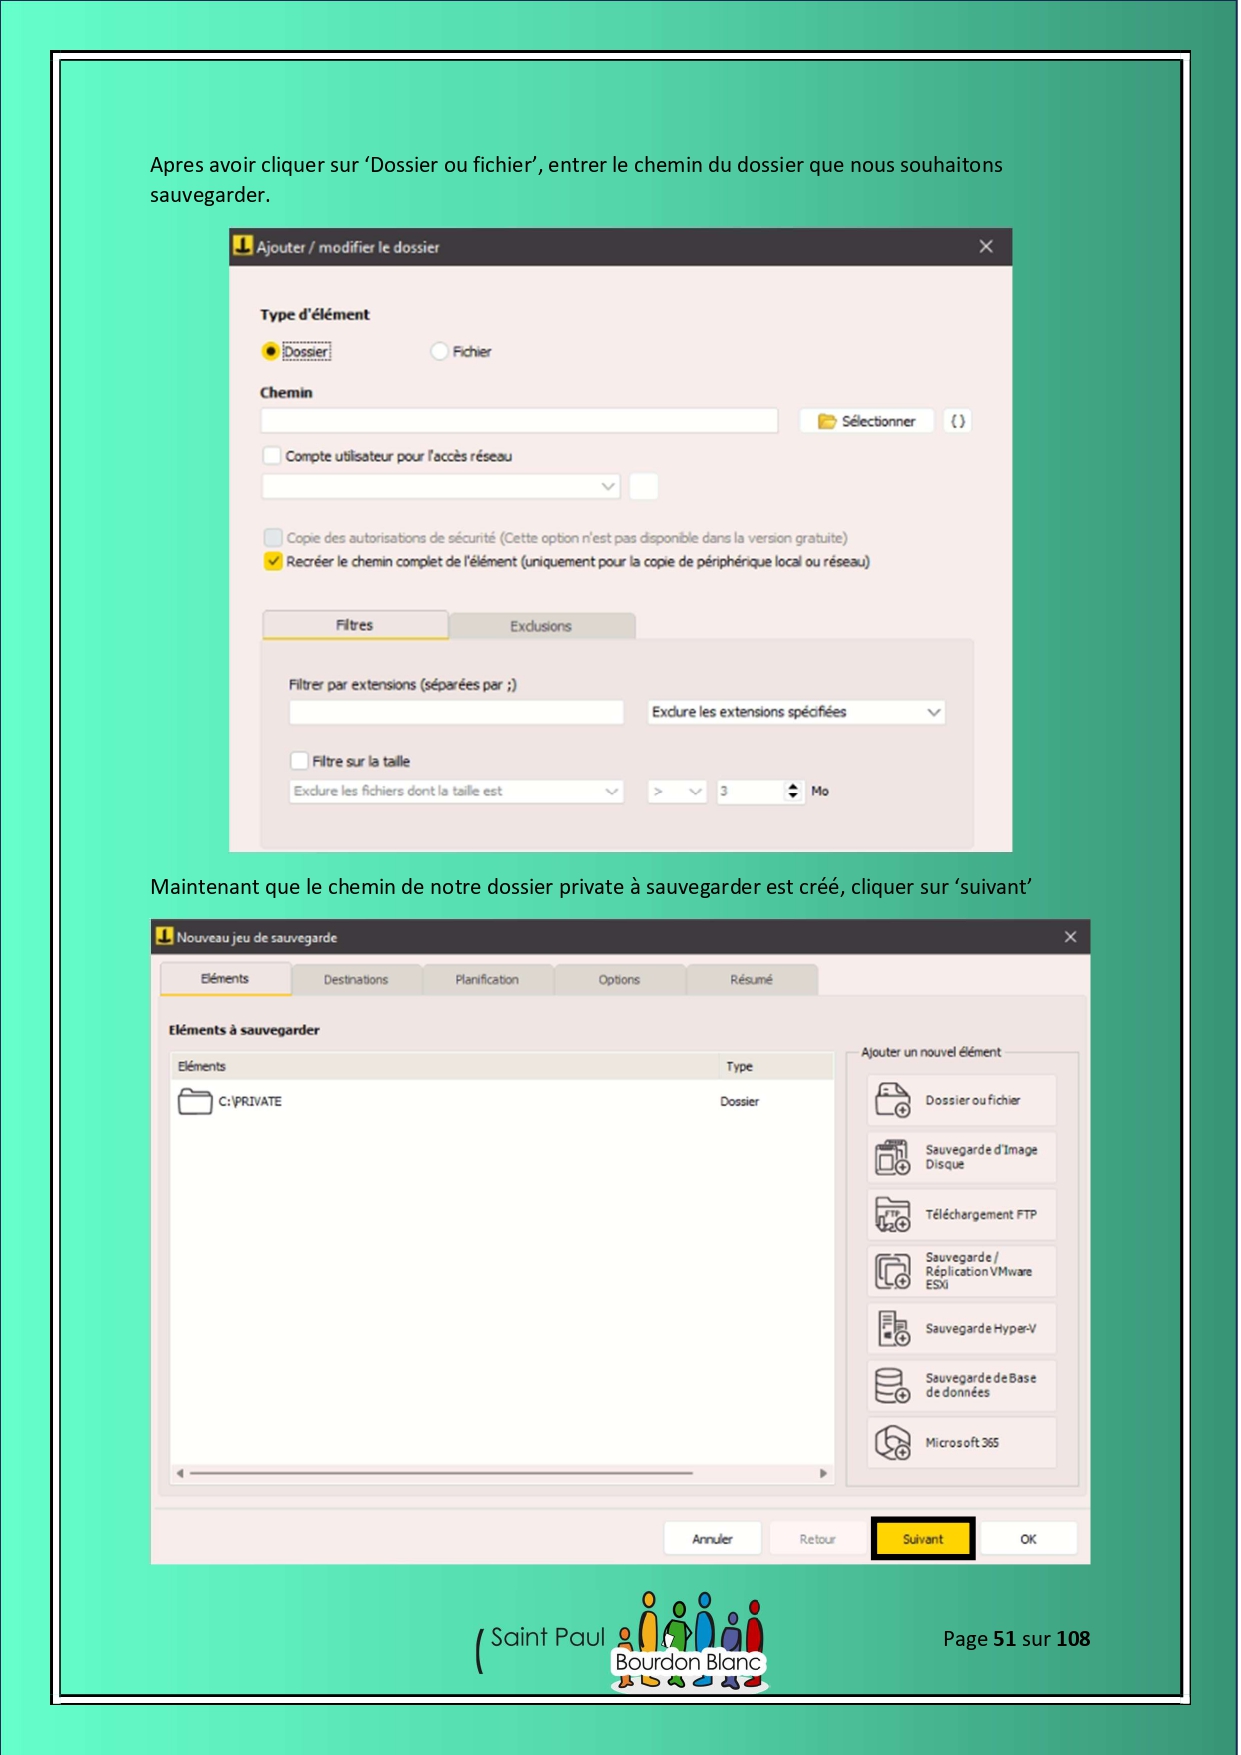 Apres avoir cliquer sur ‘Dossier ou fichier’, entrer le chemin du dossier que nous souhaitons
sauvegarder.
Ajouter / modifier le dossier
Type d'élément
Dossier
Fichier
Chemin
Sélectionner
{}
Compte utilisateur pour l'accès réseau
Copie des autorisations de sécurité (Cette option n'est pas disponible dans la version gratuite)
Recréer le chemin complet de l'élément (uniquement pour la copie de périphérique local ou réseau)
Filtres
Exclusions
Filtrer par extensions (séparées par ;)
Exclure les extensions spécifiées
Filtre sur la taille
Exclure les fichiers dont la taille est
>
3
Mo
Maintenant que le chemin de notre dossier private à sauvegarder est créé, cliquer sur ‘suivant’
Nouveau jeu de sauvegarde
Eléments
Destinations
Planification
Options
Résumé
Eléments à sauvegarder
Eléments
Type
C:\PRIVATE
Dossier
Ajouter un nouvel élément
Dossier ou fichier
Sauvegarde d'Image
Disque
FTP
Téléchargement FTP
Sauvegarde /
Réplication VMware
ESXi
Sauvegarde Hyper-V
Sauvegarde de Base
de données
Microsoft 365
Annuler
Retour
Suivant
OK
Saint Paul
Bourdon Blanc
Page 51 sur 108